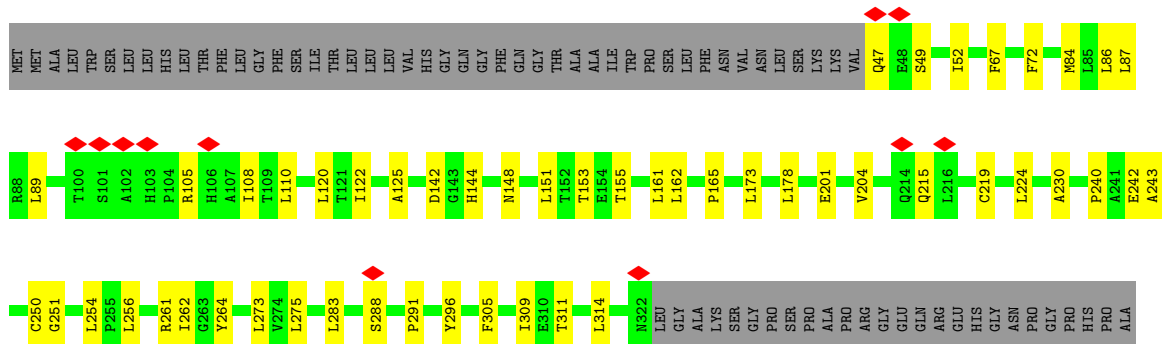 MET MET ALA LEU TRP SER LEU LEU HIS LEU THR PHE LEU GLY PHE SER ILE THR LEU LEU LEU VAL HIS GLY GLN GLY PHE GLN GLY THR ALA ALA ILE TRP PRO SER LEU PHE ASN VAL ASN LEU SER LYS LYS VAL Q47 E48 S49 I52 F67 F72 M84 L85 L86 L87
R88 L89 T100 S101 A102 H103 P104 R105 H106 A107 I108 T109 L110 L120 T121 I122 A125 D142 G143 H144 N148 L151 T152 T153 E154 T155 L161 L162 P165 L173 L178 E201 V204 Q214 Q215 L216 C219 L224 A230 P240 A241 E242 A243
C250 G251 L254 P255 L256 R261 I262 G263 Y264 L273 V274 L275 L283 S288 P291 Y296 F305 I309 E310 T311 L314 N322 LEU GLY ALA LYS SER GLY PRO SER PRO ALA PRO ARG GLY GLU GLN ARG GLU HIS GLY ASN PRO GLY PRO HIS PRO ALA